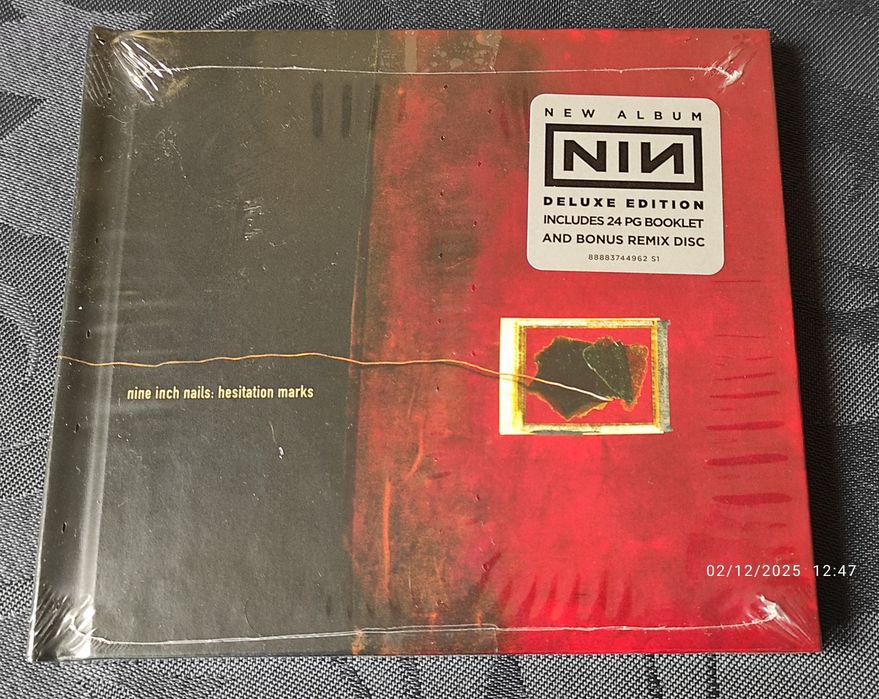 NEW ALBUM
NIN
DELUXE EDITION
INCLUDES 24 PG BOOKLET
AND BONUS REMIX DISC
88883744962 S1
nine inch nails: hesitation marks
02/12/2025 12:47